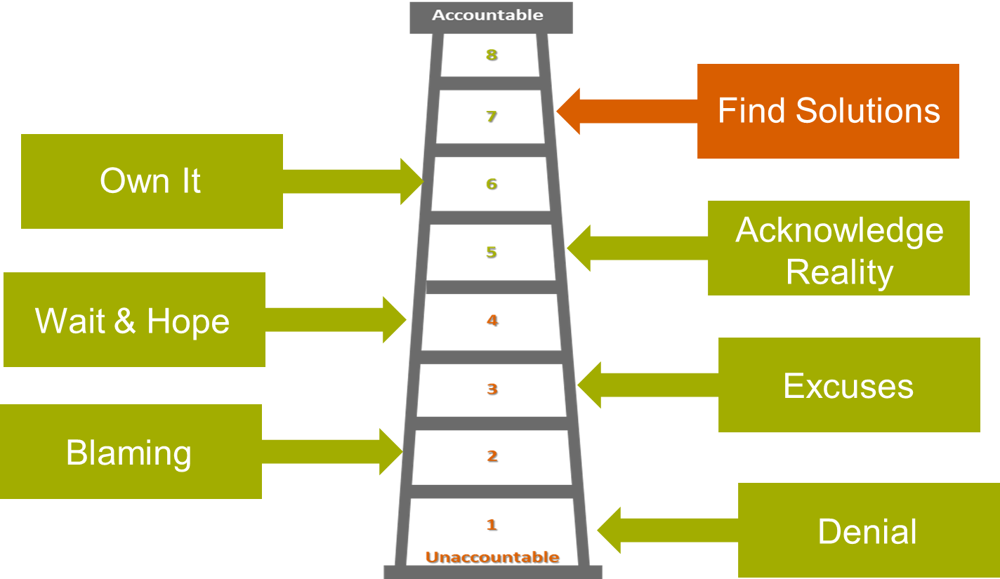 Accountable
8
Find Solutions
7
Own It
6
Acknowledge
Reality
5
Wait & Hope
4
Excuses
3
Blaming
2
1
Denial
Unaccountable